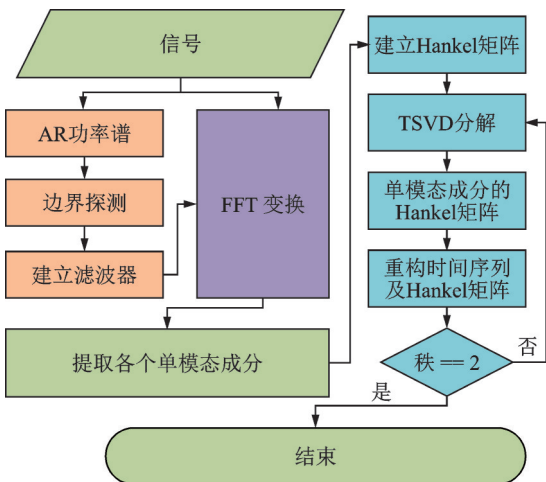 信号
AR功率谱
边界探测
建立滤波器
FFT 变换
提取各个单模态成分
建立Hankel矩阵
TSVD分解
单模态成分的
Hankel矩阵
重构时间序列
及Hankel矩阵
秩 == 2
否
是
结束